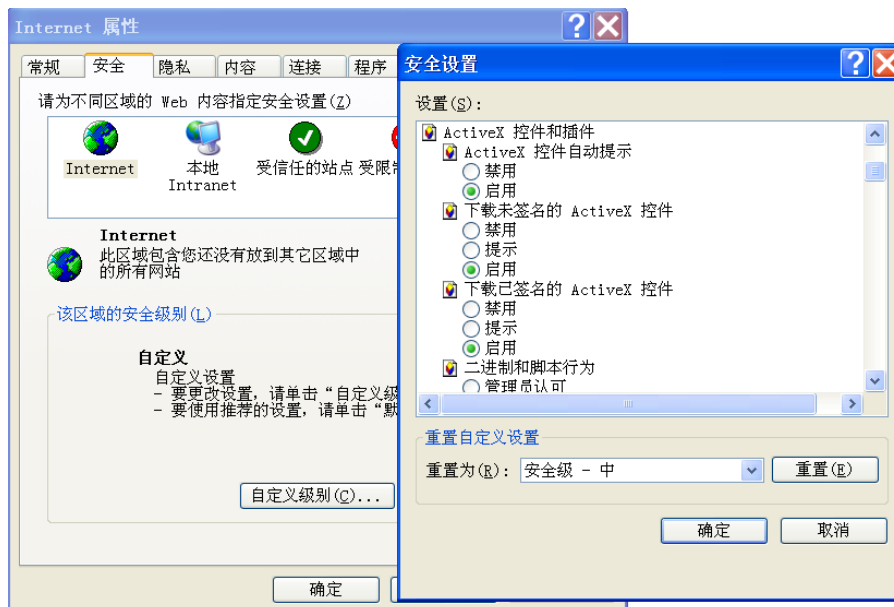 Internet 属性
常规
安全
隐私
内容
连接
程序
请为不同区域的 Web 内容指定安全设置(Z)
Internet
本地
Intranet
受信任的站点
受限
Internet
此区域包含您还没有放到其它区域中
的所有网站
该区域的安全级别(L)
自定义
自定义设置
- 要更改设置，请单击“自定义级
- 要使用推荐的设置，请单击“默
自定义级别(C)...
确定
安全设置
设置(S):
ActiveX 控件和插件
ActiveX 控件自动提示
禁用
启用
下载未签名的 ActiveX 控件
禁用
提示
启用
下载已签名的 ActiveX 控件
禁用
提示
启用
二进制和脚本行为
管理员认可
重置自定义设置
重置为(R):
安全级 - 中
重置(E)
确定
取消